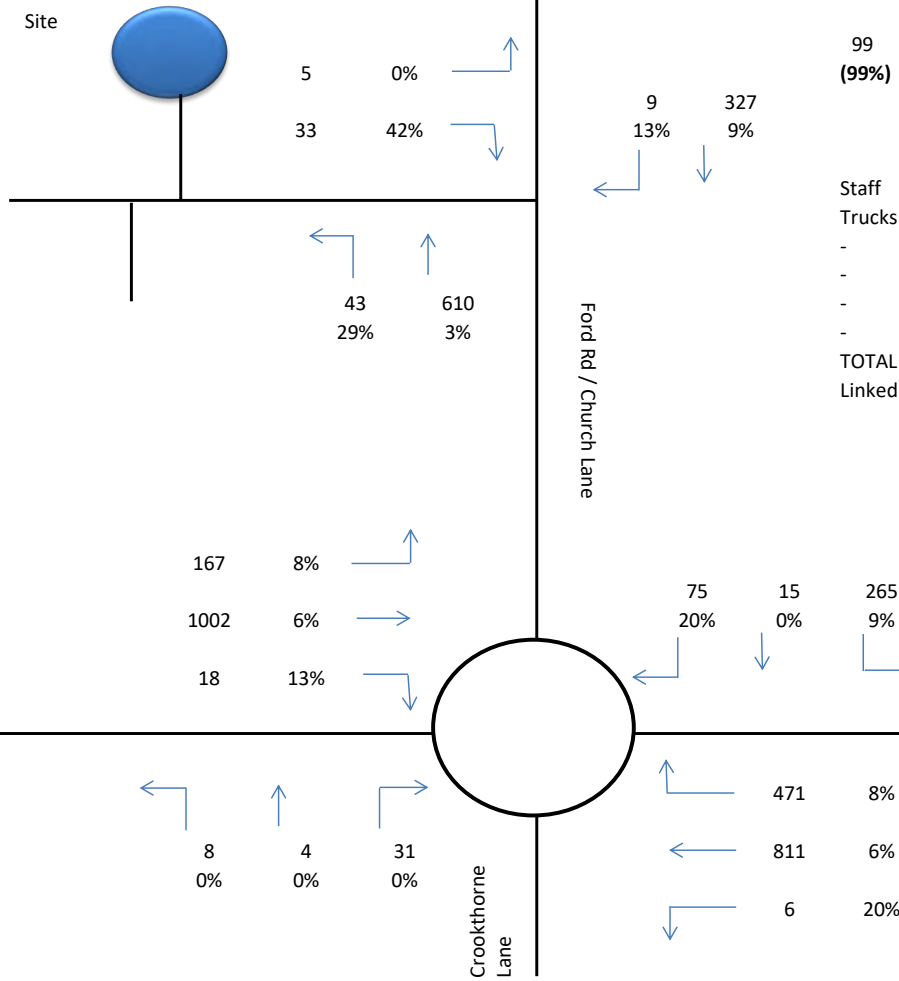 Site
99
(99%)
5 0%
33 42%
9 327
13% 9%
Staff
Trucks
-
-
-
-
TOTAL
Linked
43 610
29% 3%
Ford Rd / Church Lane
167 8%
1002 6%
18 13%
75 15 265
20% 0% 9%
471 8%
811 6%
6 20%
8 4 31
0% 0% 0%
Crookthorne
Lane